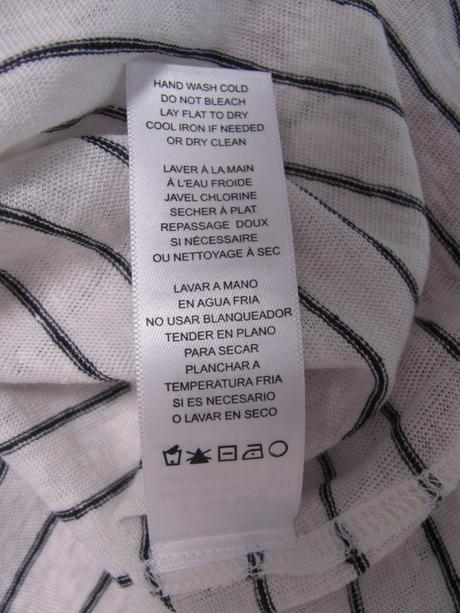 HAND WASH COLD
DO NOT BLEACH
LAY FLAT TO DRY
COOL IRON IF NEEDED
OR DRY CLEAN
LAVER À LA MAIN
À L'EAU FROIDE
JAVEL CHLORINE
SECHER À PLAT
REPASSAGE DOUX
SI NÉCESSAIRE
OU NETTOYAGE À SEC
LAVAR A MANO
EN AGUA FRIA
NO USAR BLANQUEADOR
TENDER EN PLANO
PARA SECAR
PLANCHAR A
TEMPERATURA FRIA
SI ES NECESARIO
O LAVAR EN SECO